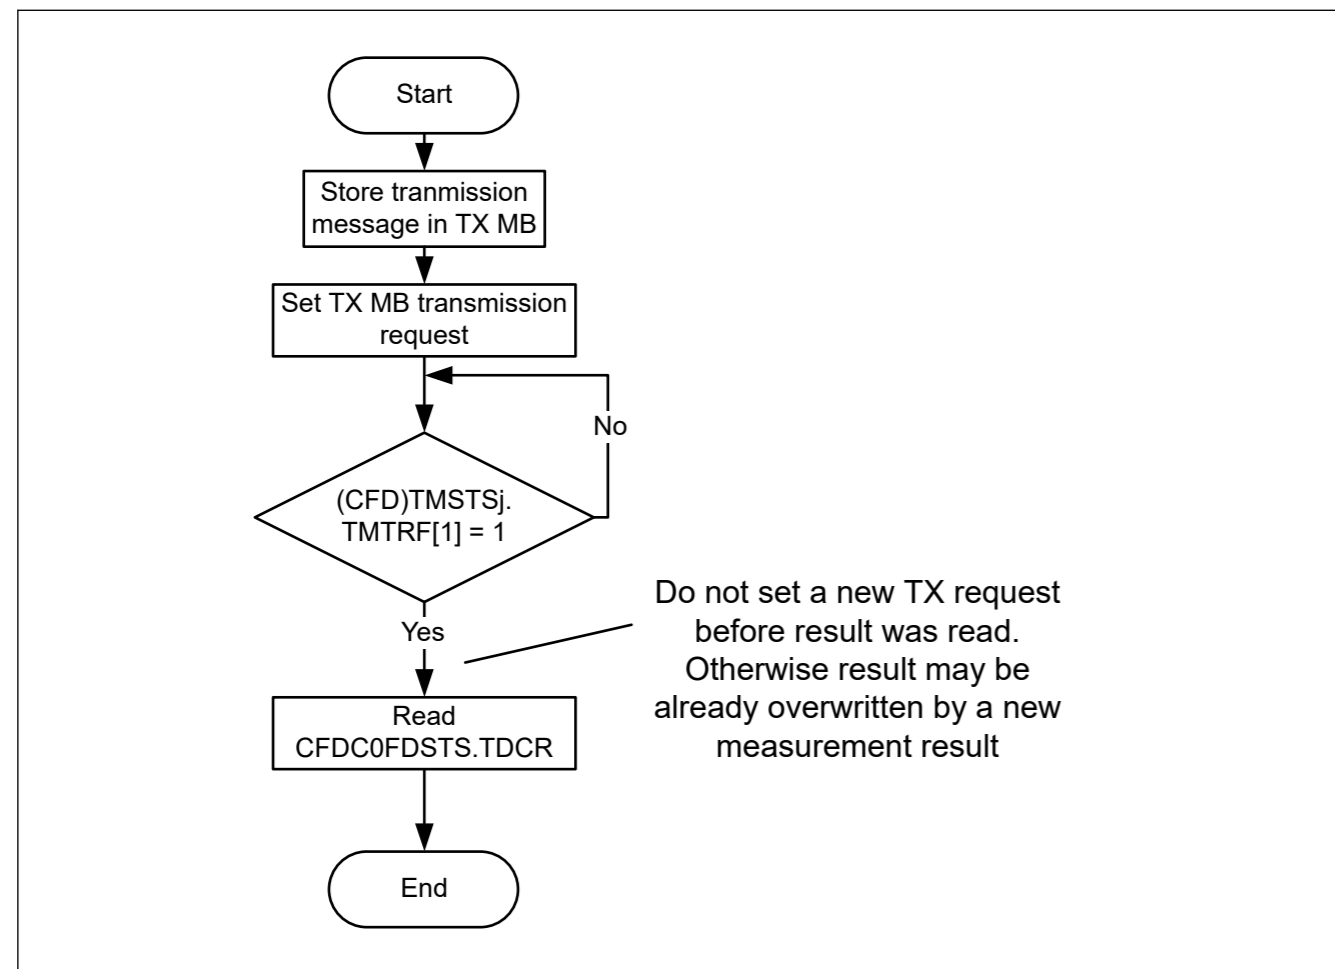 Start
Store tranmission
message in TX MB
Set TX MB transmission
request
No
(CFD)TMSTSj.
TMTRF[1] = 1
Do not set a new TX request
before result was read.
Otherwise result may be
already overwritten by a new
measurement result
Yes
Read
CFDC0FDSTS.TDCR
End